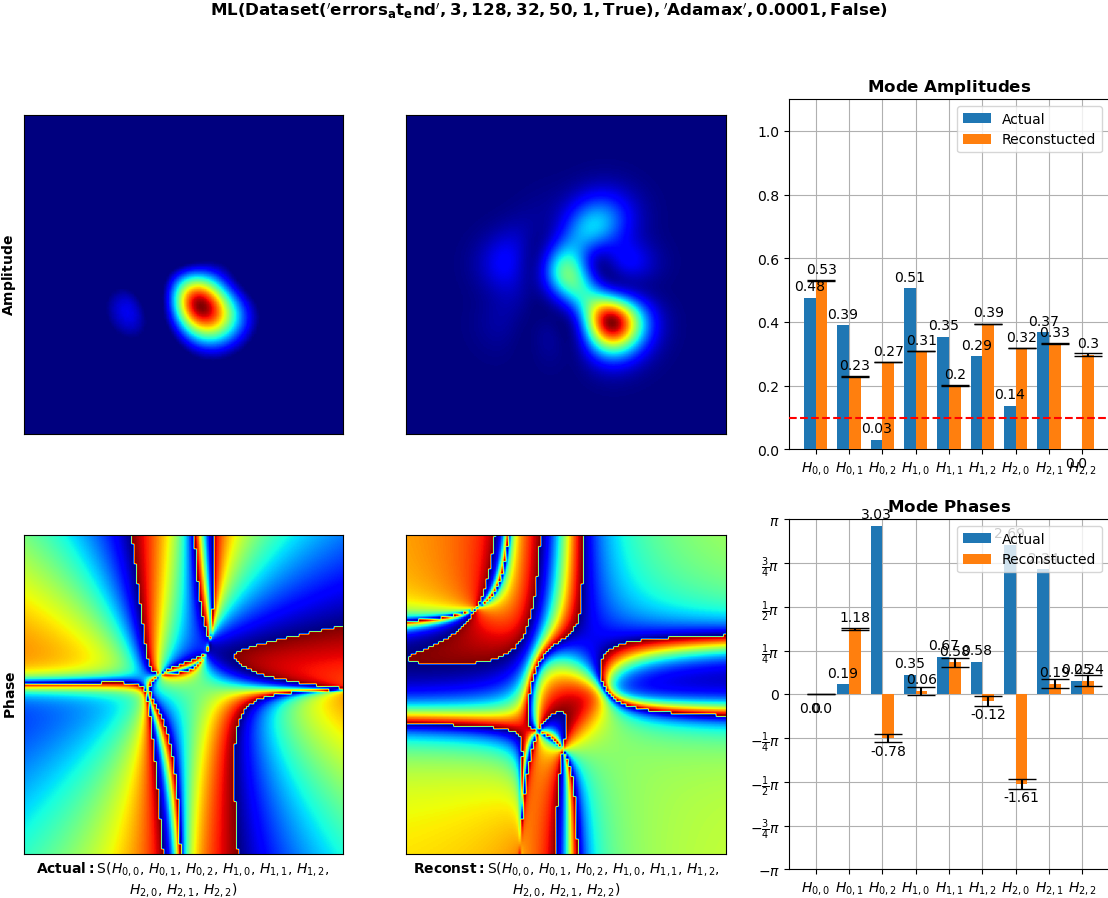 ML(Dataset('errors_at_end', 3, 128, 32, 50, 1, True), 'Adamax', 0.0001, False)
Mode Amplitudes
Amplitude
Actual
Reconstucted
1.0
0.8
0.6
0.4
0.2
0.0
0.48 0.53 0.39 0.23 0.03 0.27 0.51 0.31 0.35 0.2 0.29 0.39 0.14 0.32 0.37 0.33 0.0 0.3
H0,0 H0,1 H0,2 H1,0 H1,1 H1,2 H2,0 H2,1 H2,2
Mode Phases
Phase
Actual
Reconstucted
π
3/4π
1/2π
1/4π
0
−1/4π
−1/2π
−3/4π
−π
0.0 0.0 0.19 1.18 3.03 -0.78 0.35 0.06 0.67 0.58 0.58 -0.12 2.69 -1.61 0.19 0.25 0.24
H0,0 H0,1 H0,2 H1,0 H1,1 H1,2 H2,0 H2,1 H2,2
Actual: S(H0,0, H0,1, H0,2, H1,0, H1,1, H1,2,
H2,0, H2,1, H2,2)
Reconst: S(H0,0, H0,1, H0,2, H1,0, H1,1, H1,2,
H2,0, H2,1, H2,2)